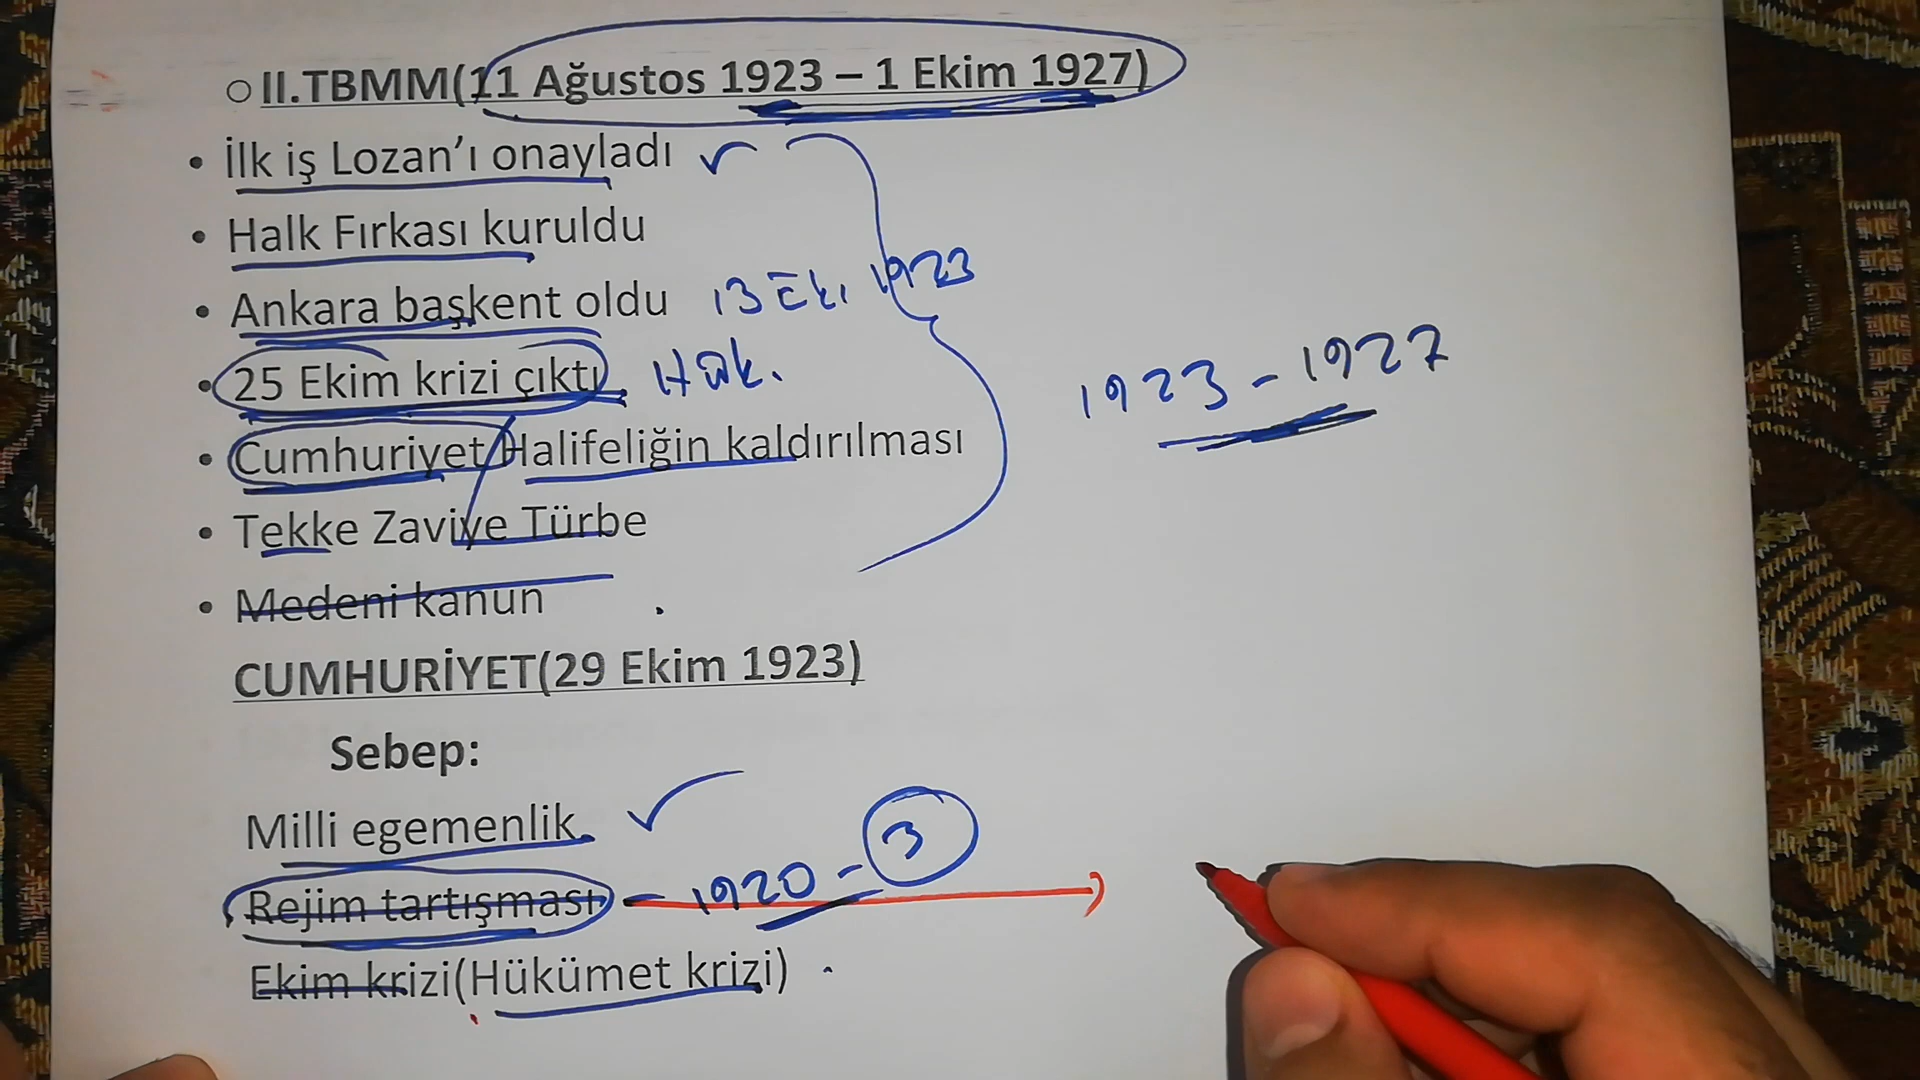 II.TBMM(11 Ağustos 1923 – 1 Ekim 1927)
• İlk iş Lozan'ı onayladı
• Halk Fırkası kuruldu
• Ankara başkent oldu 13 Ek. 1923
• 25 Ekim krizi çıktı. Hük.
1923 - 1927
• Cumhuriyet/Halifeliğin kaldırılması
• Tekke Zaviye Türbe
• Medeni kanun
CUMHURİYET(29 Ekim 1923)
Sebep:
Milli egemenlik
Rejim tartışması - 1920 - 3
Ekim krizi(Hükümet krizi)